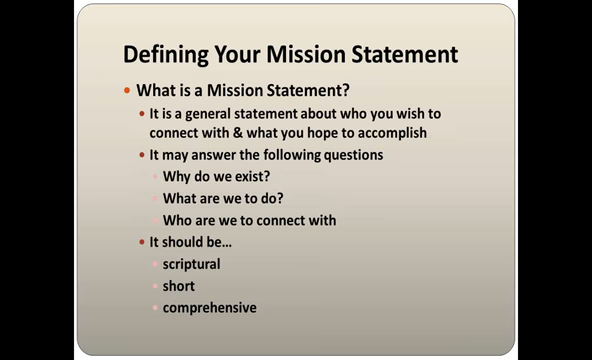 Defining Your Mission Statement
• What is a Mission Statement?
• It is a general statement about who you wish to
connect with & what you hope to accomplish
• It may answer the following questions
• Why do we exist?
• What are we to do?
• Who are we to connect with
• It should be...
• scriptural
• short
• comprehensive